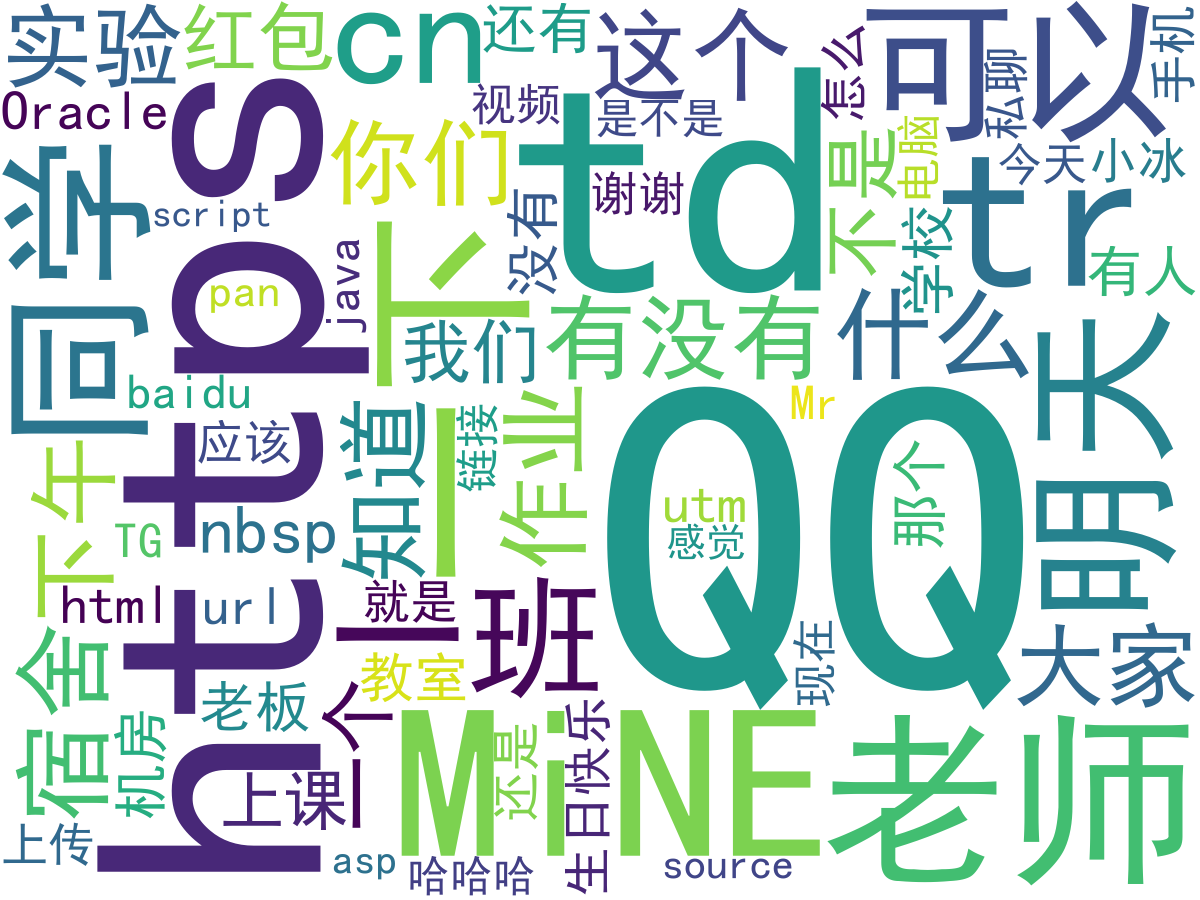 实验
红包
cn
还有
这个
可以
手机
怎么
私聊
Oracle
https
视频
是不是
你们
td
谢谢
不是
电脑
tr
今天
小冰
同学
script
没有
学校
有人
pan
java
下
我们
有没有
什么
明天
baidu
链接
作业
QQ
Mr
应该
知道
一
那个
下午
TG
nbsp
utm
感觉
html
url
就是
班
大家
宿舍
老板
教室
一个
现在
机房
上课
MiNE
还是
生日快乐
老师
上传
asp
哈哈哈
source